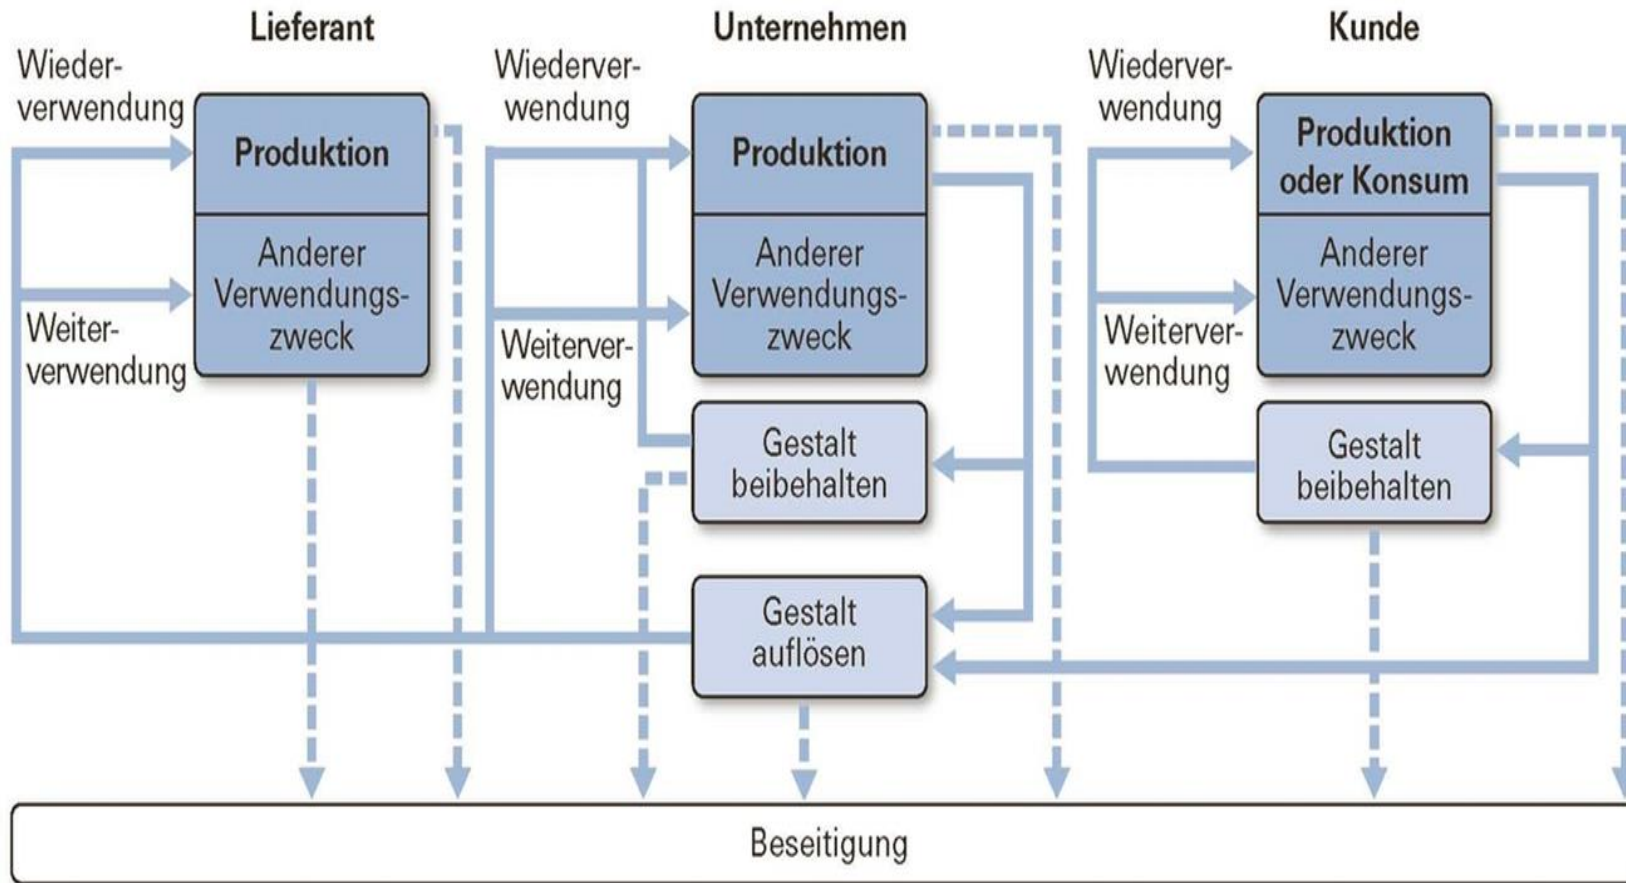 Lieferant
Wieder-
verwendung
Produktion
Anderer
Verwendungs-
zweck
Weiter-
verwendung
Unternehmen
Wiederver-
wendung
Produktion
Anderer
Verwendungs-
zweck
Weiterver-
wendung
Gestalt
beibehalten
Gestalt
auflösen
Kunde
Wiederver-
wendung
Produktion
oder Konsum
Anderer
Verwendungs-
zweck
Weiterver-
wendung
Gestalt
beibehalten
Beseitigung